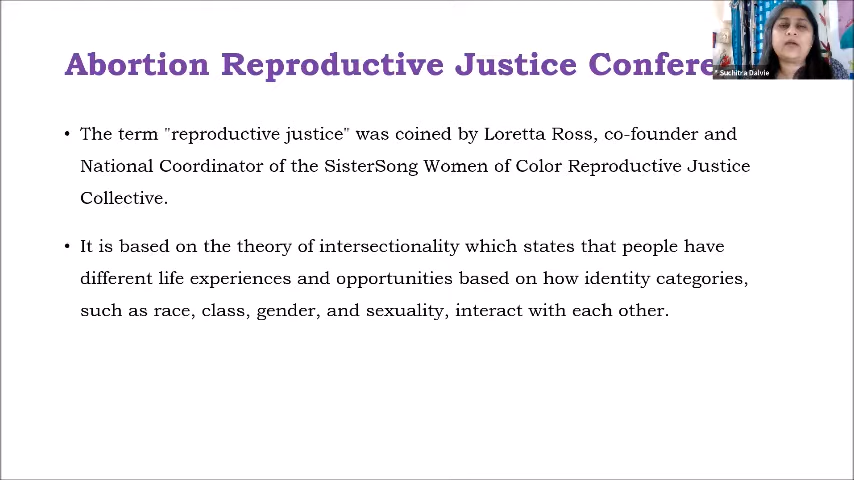 Abortion Reproductive Justice Confere
• The term "reproductive justice" was coined by Loretta Ross, co-founder and
National Coordinator of the SisterSong Women of Color Reproductive Justice
Collective.
• It is based on the theory of intersectionality which states that people have
different life experiences and opportunities based on how identity categories,
such as race, class, gender, and sexuality, interact with each other.
Suchitra Dalvie